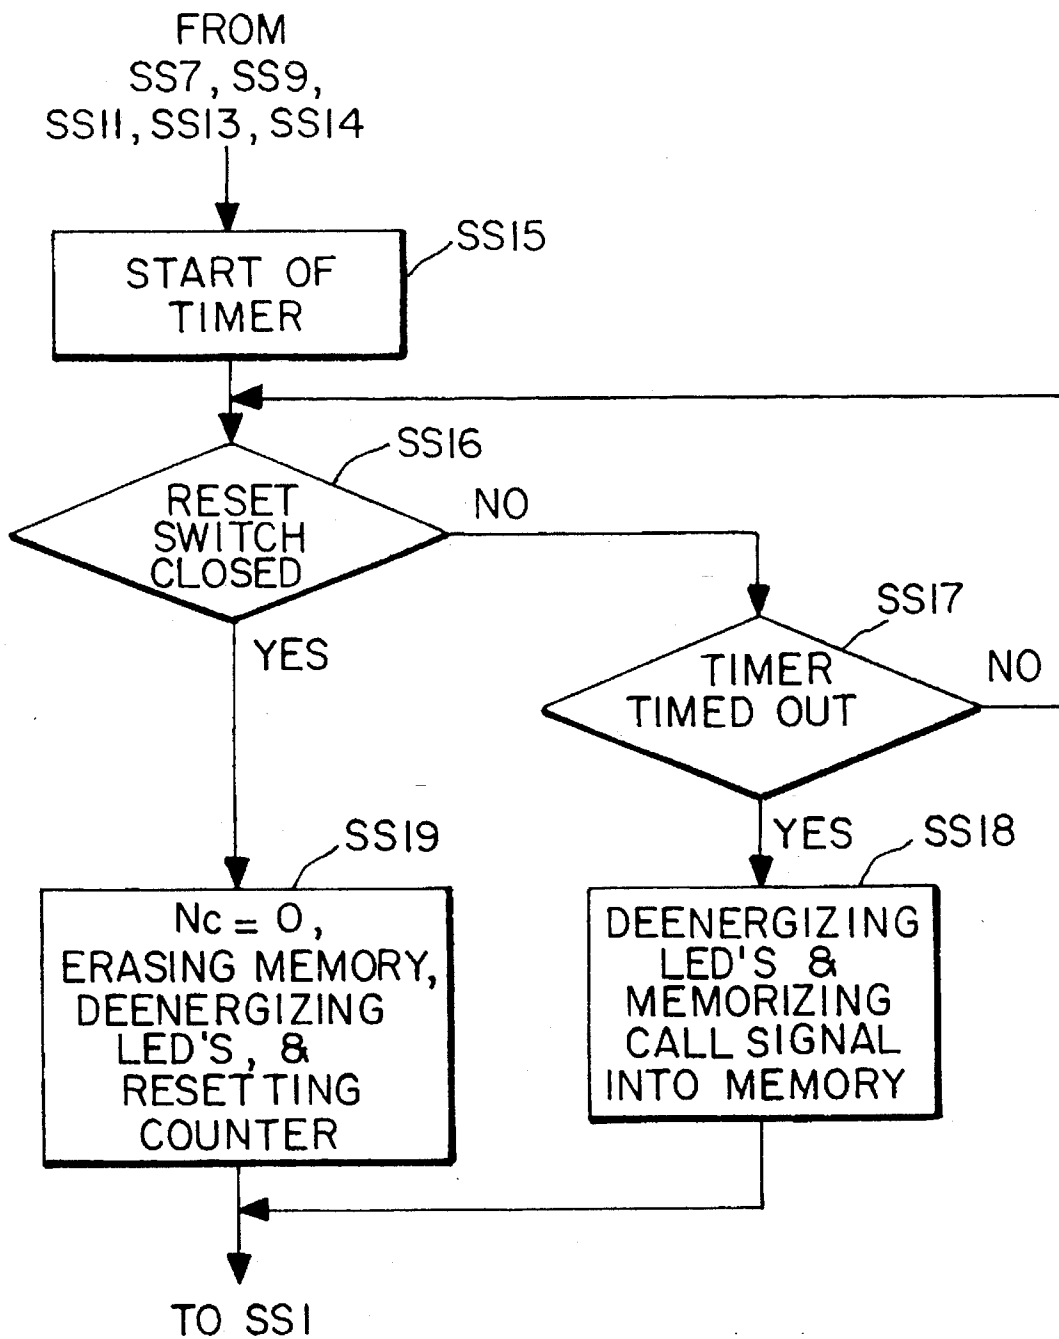 FROM
SS7, SS9,
SS11, SS13, SS14
SS15
START OF
TIMER
SS16
RESET
SWITCH
CLOSED
NO
YES
SS17
TIMER
TIMED OUT
NO
YES
SS19
Nc = 0,
ERASING MEMORY,
DEENERGIZING
LED'S, &
RESETTING
COUNTER
SS18
DEENERGIZING
LED'S &
MEMORIZING
CALL SIGNAL
INTO MEMORY
TO SS1